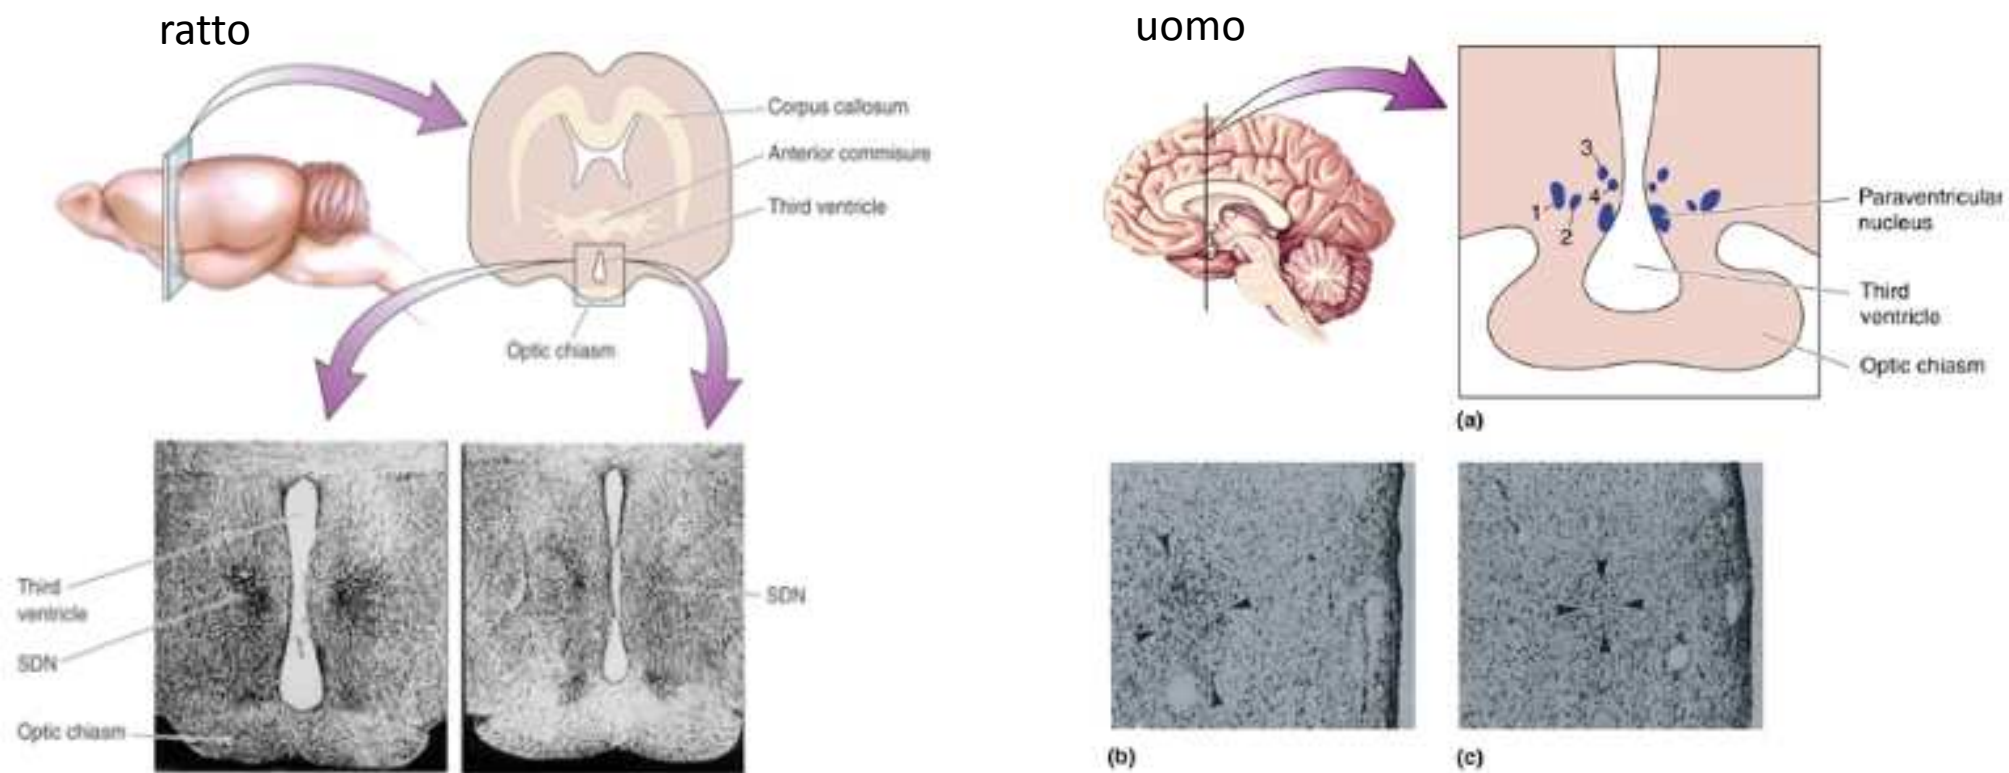 ratto
Corpus callosum
Anterior commisure
Third ventricle
Optic chiasm
Third
ventricle
SDN
Optic chiasm
SDN
uomo
3
4
1
2
Paraventricular
nucleus
Third
ventricle
Optic chiasm
(a)
(b)
(c)